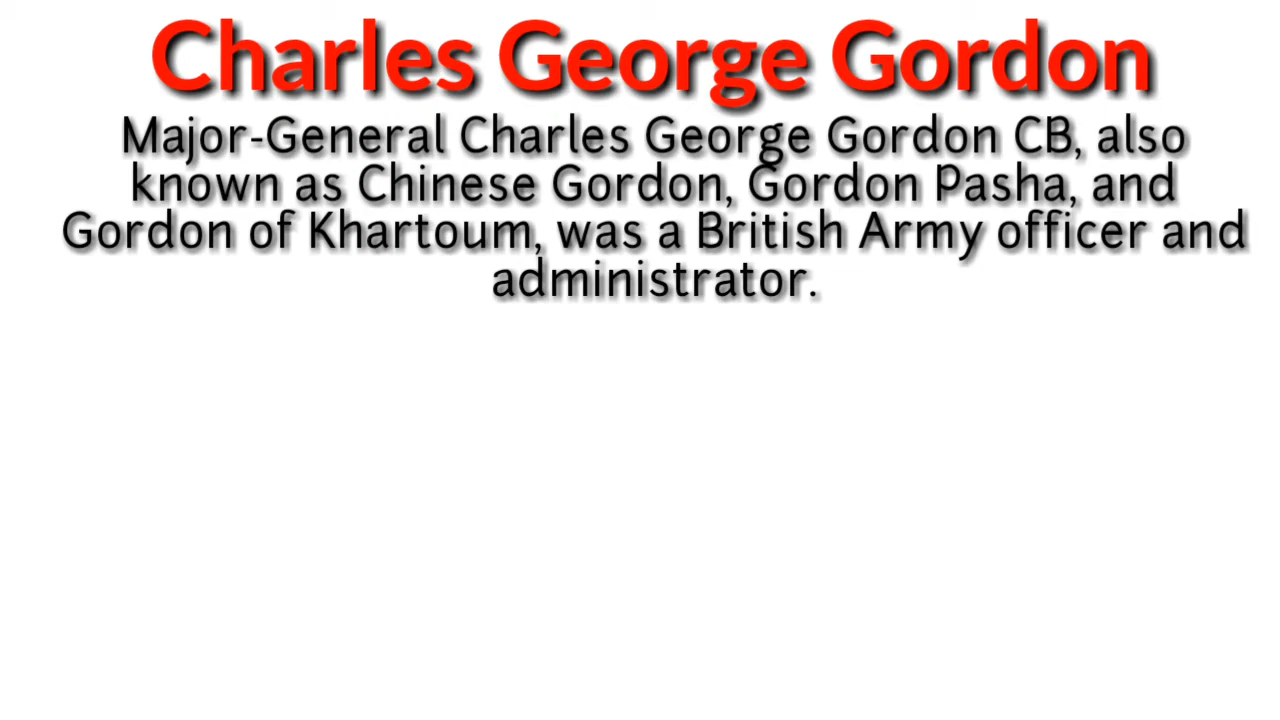 Charles George Gordon
Major-General Charles George Gordon CB, also
known as Chinese Gordon, Gordon Pasha, and
Gordon of Khartoum, was a British Army officer and
administrator.